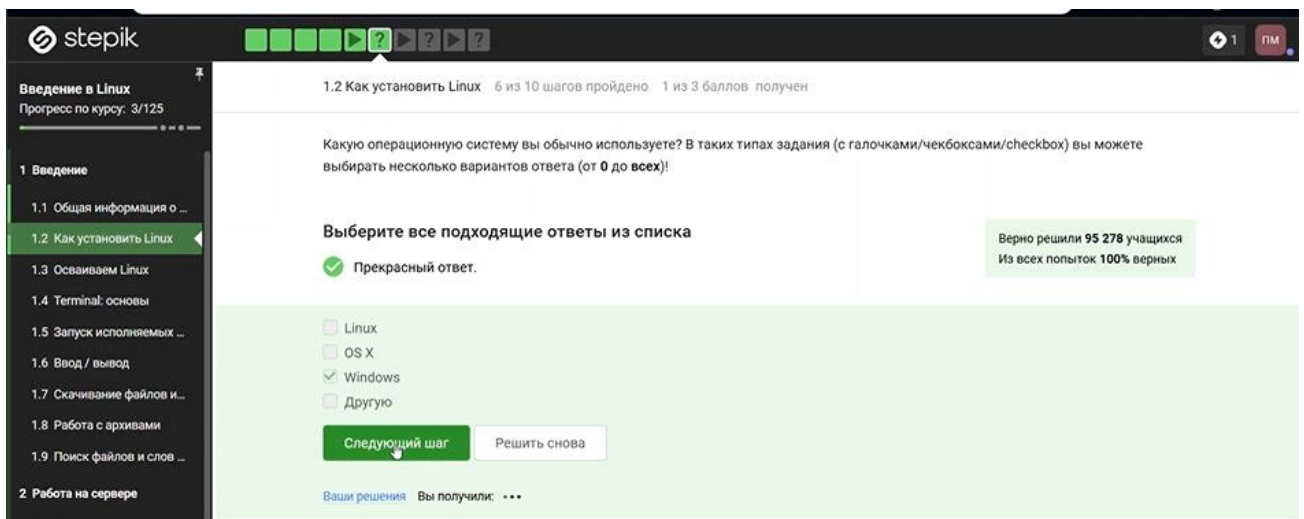 stepik
?
?
?
1
ПМ
Введение в Linux
Прогресс по курсу: 3/125
1 Введение
1.1 Общая информация о ...
1.2 Как установить Linux
1.3 Осваиваем Linux
1.4 Terminal: основы
1.5 Запуск исполняемых ...
1.6 Ввод / вывод
1.7 Скачивание файлов и...
1.8 Работа с архивами
1.9 Поиск файлов и слов ...
2 Работа на сервере
1.2 Как установить Linux 6 из 10 шагов пройдено 1 из 3 баллов получен
Какую операционную систему вы обычно используете? В таких типах задания (с галочками/чекбоксами/checkbox) вы можете
выбирать несколько вариантов ответа (от 0 до всех)!
Выберите все подходящие ответы из списка
Прекрасный ответ.
Верно решили 95 278 учащихся
Из всех попыток 100% верных
Linux
OS X
Windows
Другую
Следующий шаг
Решить снова
Ваши решения Вы получили: •••